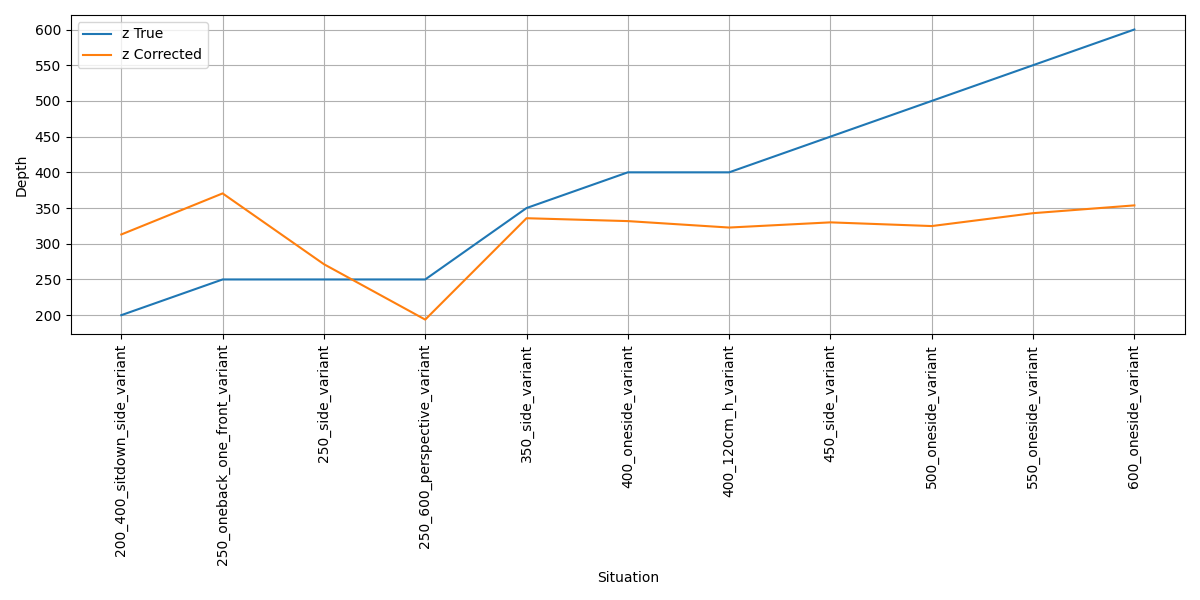 z True
z Corrected
600
550
500
450
400
350
300
250
200
Depth
200_400_sitdown_side_variant
250_oneback_one_front_variant
250_side_variant
250_600_perspective_variant
350_side_variant
400_oneside_variant
400_120cm_h_variant
450_side_variant
500_oneside_variant
550_oneside_variant
600_oneside_variant
Situation